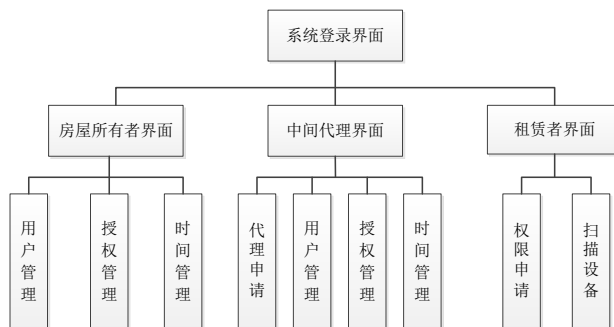 系统登录界面
房屋所有者界面
中间代理界面
租赁者界面
用户管理
授权管理
时间管理
代理申请
用户管理
授权管理
时间管理
权限申请
扫描设备